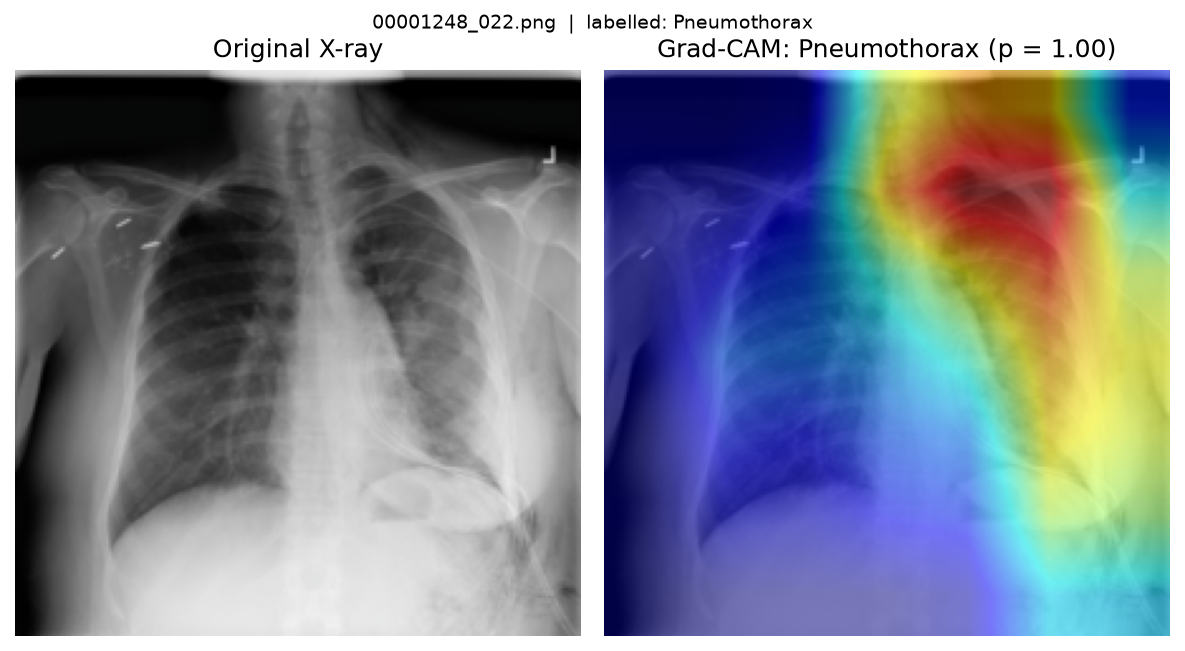 00001248_022.png | labelled: Pneumothorax
Original X-ray
Grad-CAM: Pneumothorax (p = 1.00)
L
L